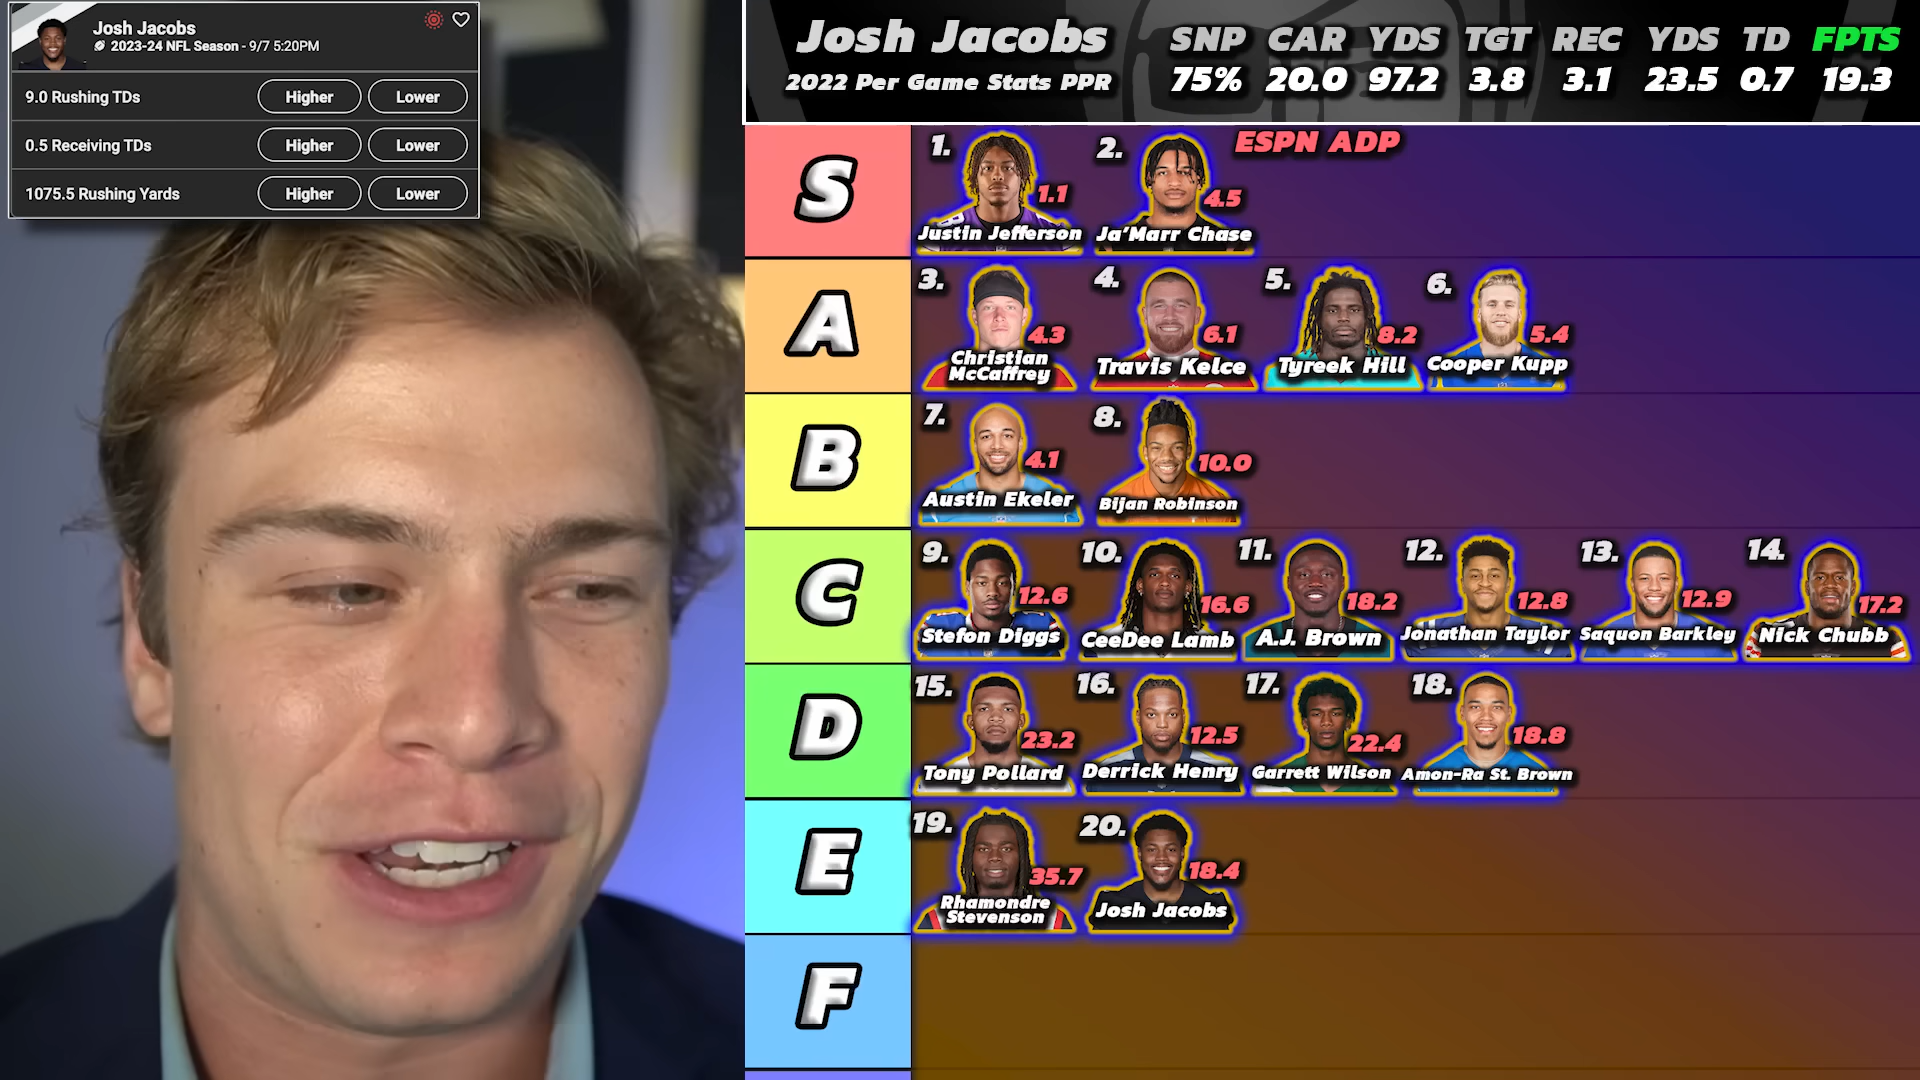 Josh Jacobs
2023-24 NFL Season - 9/7 5:20PM
9.0 Rushing TDs Higher Lower
0.5 Receiving TDs Higher Lower
1075.5 Rushing Yards Higher Lower
Josh Jacobs SNP CAR YDS TGT REC YDS TD FPTS
2022 Per Game Stats PPR 75% 20.0 97.2 3.8 3.1 23.5 0.7 19.3
ESPN ADP
S
1. 1.1 2. 4.5
Justin Jefferson Ja'Marr Chase
A
3. 4.3 4. 6.1 5. 8.2 6. 5.4
Christian
McCaffrey Travis Kelce Tyreek Hill Cooper Kupp
B
7. 4.1 8. 10.0
Austin Ekeler Bijan Robinson
C
9. 12.6 10. 16.6 11. 18.2 12. 12.8 13. 12.9 14. 17.2
Stefon Diggs CeeDee Lamb A.J. Brown Jonathan Taylor Saquon Barkley Nick Chubb
D
15. 23.2 16. 12.5 17. 22.4 18. 18.8
Tony Pollard Derrick Henry Garrett Wilson Amon-Ra St. Brown
E
19. 35.7 20. 18.4
Rhamondre
Stevenson Josh Jacobs
F